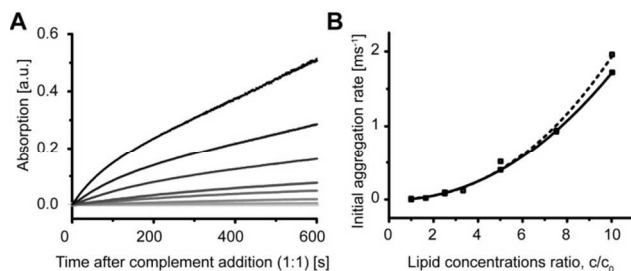 A
Absorption [a.u.]
0.6
0.4
0.2
0.0
0
200
400
600
Time after complement addition (1:1) [s]
B
Initial aggregation rate [ms⁻¹]
2
1
0
0
2
4
6
8
10
Lipid concentrations ratio, c/c₀